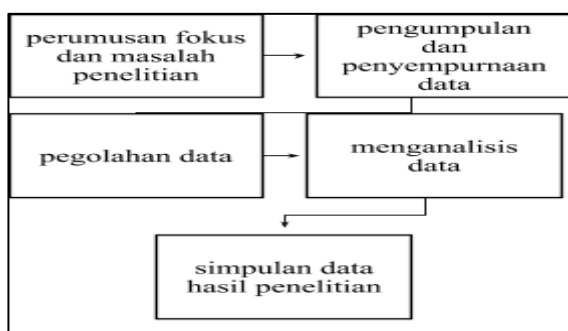 perumusan fokus
dan masalah
penelitian
pengumpulan
dan
penyempurnaan
data
pegolahan data
menganalisis
data
simpulan data
hasil penelitian